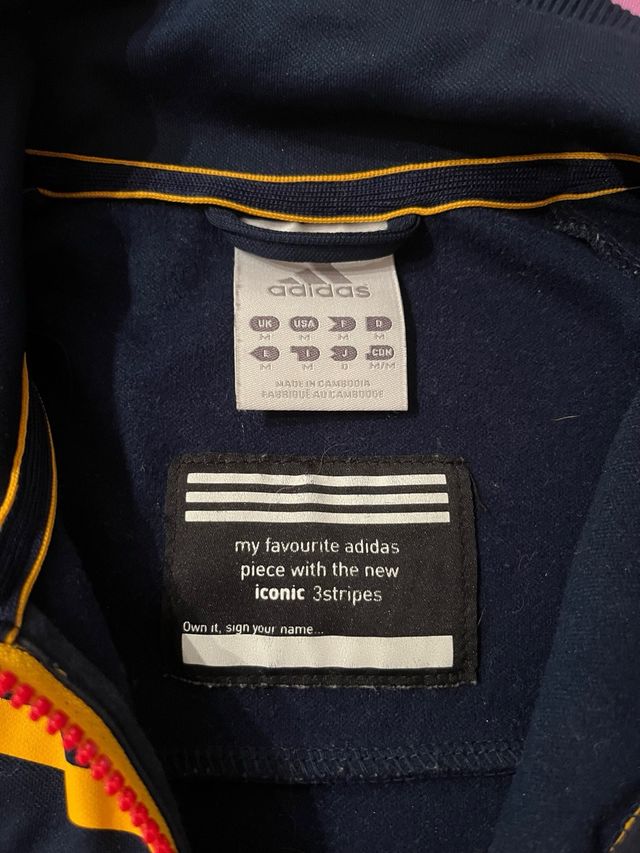 adidas
UK USA F D
M M M M
E I J CDN
M M O M/M
MADE IN CAMBODIA
FABRIQUÉ AU CAMBODGE
my favourite adidas
piece with the new
iconic 3stripes
Own it, sign your name...